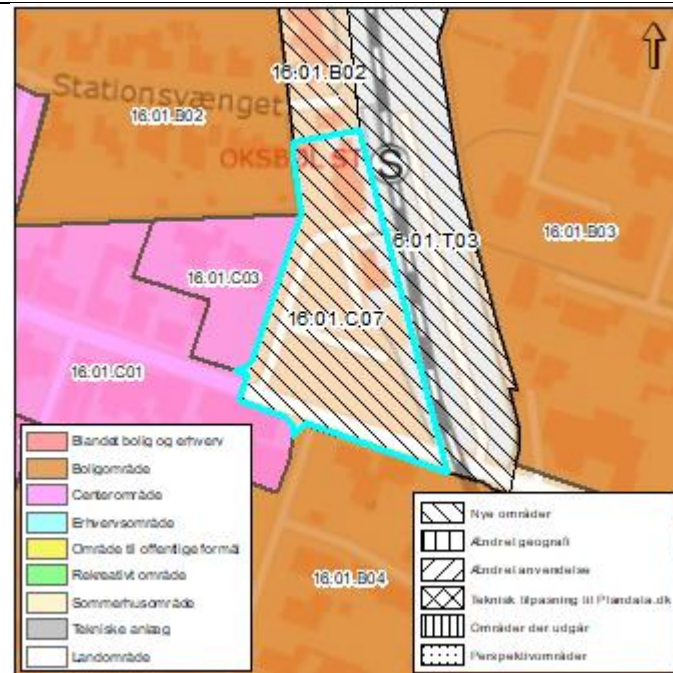 16:01.B02
Stationsvænget
16:01.B02
OKSBØL ST
S
6:01.T03
16:01.B03
16:01.C03
16:01.C07
16:01.C01
16:01.B04
Blandet bolig og erhverv
Boligområde
Centerområde
Erhvervsområde
Område til offentlige formål
Rekreativt område
Sommerhusområde
Tekniske anlæg
Landområde
Nye områder
Ændret geografi
Ændret anvendelse
Teknisk tilpasning til Plandata.dk
Områder der udgår
Perspektivområder